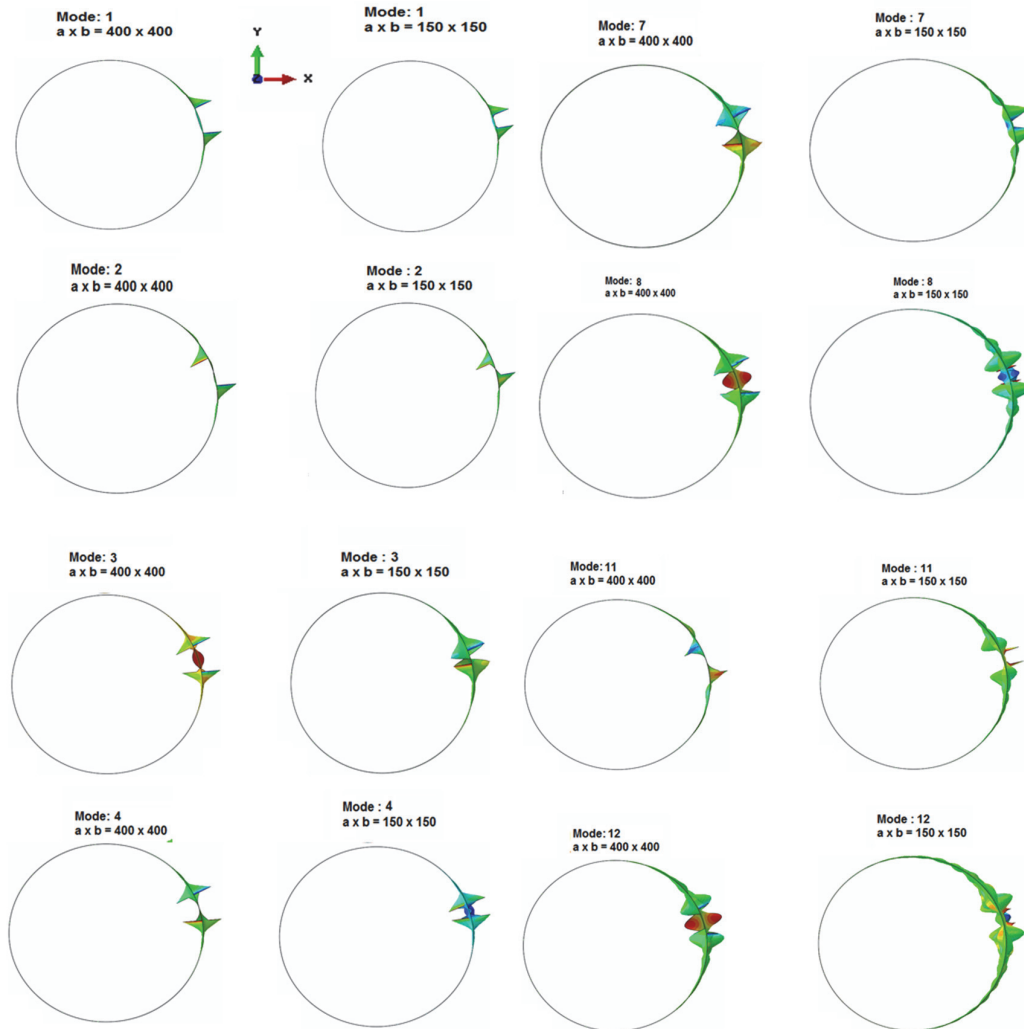 Mode: 1
a x b = 400 x 400
Y
X
Mode : 1
a x b = 150 x 150
Mode: 7
a x b = 400 x 400
Mode : 7
a x b = 150 x 150
Mode: 2
a x b = 400 x 400
Mode : 2
a x b = 150 x 150
Mode: 8
a x b = 400 x 400
Mode : 8
a x b = 150 x 150
Mode: 3
a x b = 400 x 400
Mode : 3
a x b = 150 x 150
Mode: 11
a x b = 400 x 400
Mode : 11
a x b = 150 x 150
Mode: 4
a x b = 400 x 400
Mode : 4
a x b = 150 x 150
Mode: 12
a x b = 400 x 400
Mode : 12
a x b = 150 x 150